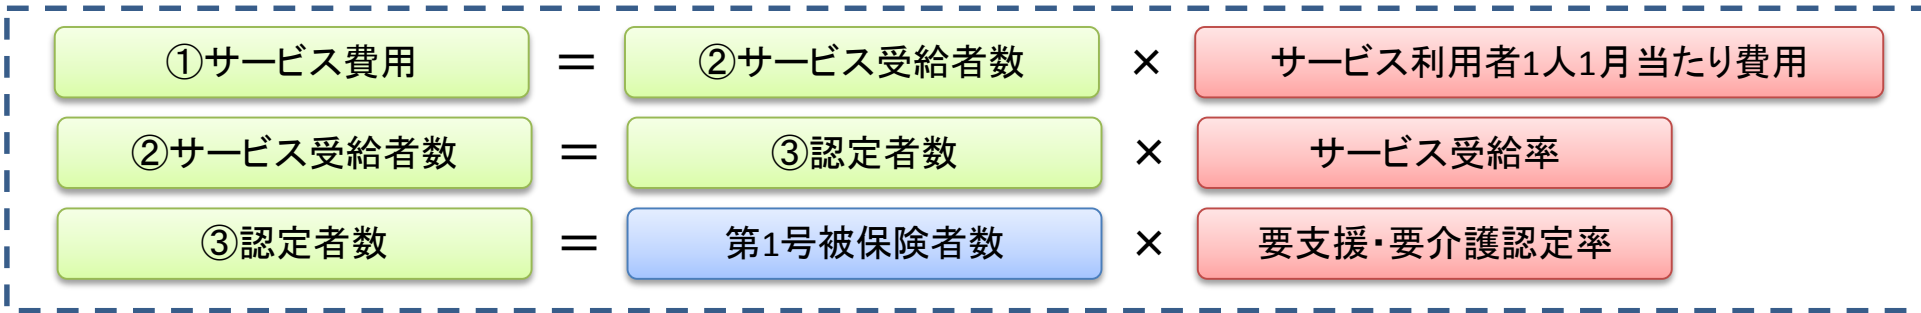 ①サービス費用 = ②サービス受給者数 × サービス利用者1人1月当たり費用
②サービス受給者数 = ③認定者数 × サービス受給率
③認定者数 = 第1号被保険者数 × 要支援・要介護認定率